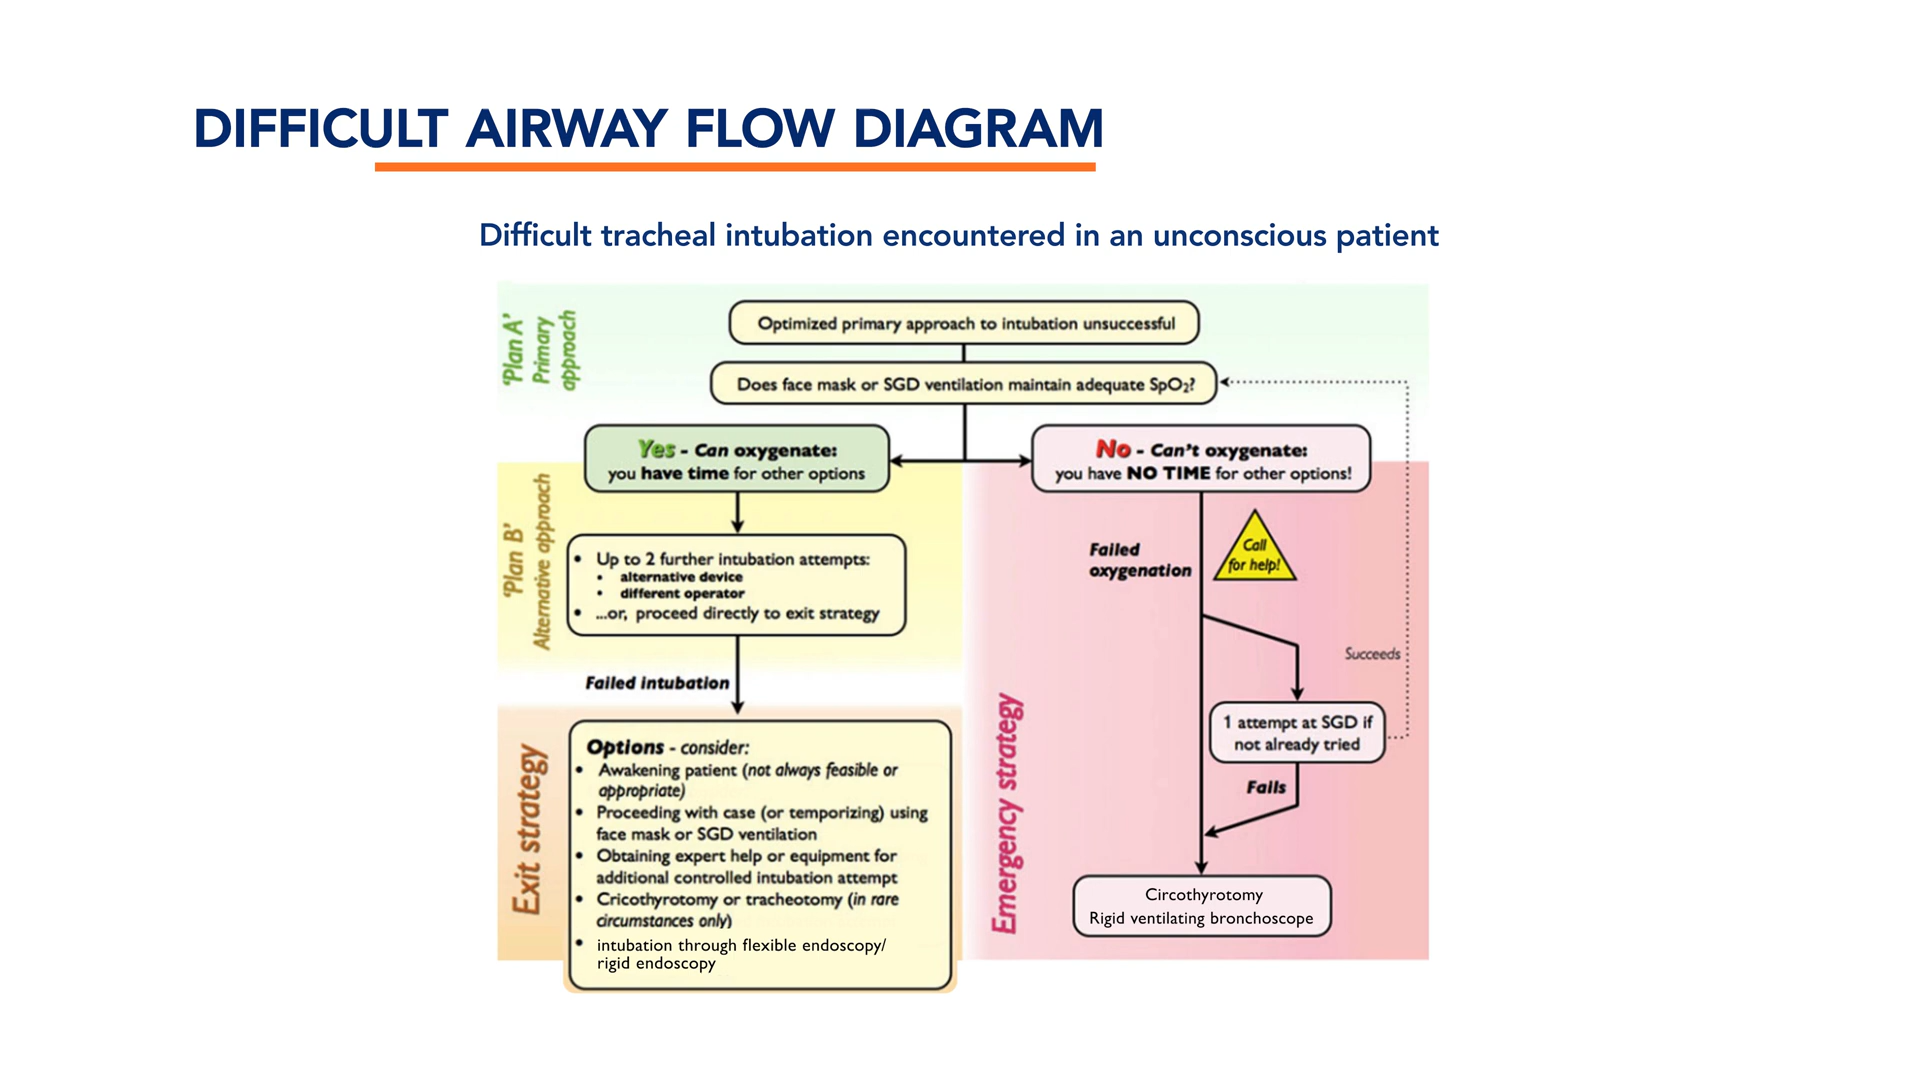 DIFFICULT AIRWAY FLOW DIAGRAM
Difficult tracheal intubation encountered in an unconscious patient
'Plan A'
Primary
approach
Optimized primary approach to intubation unsuccessful
Does face mask or SGD ventilation maintain adequate SpO₂?
Yes - Can oxygenate:
you have time for other options
No - Can't oxygenate:
you have NO TIME for other options!
'Plan B'
Alternative approach
• Up to 2 further intubation attempts:
• alternative device
• different operator
• ...or, proceed directly to exit strategy
Failed
oxygenation
Call
for help!
Failed intubation
Succeeds
Exit strategy
Options - consider:
• Awakening patient (not always feasible or
appropriate)
• Proceeding with case (or temporizing) using
face mask or SGD ventilation
• Obtaining expert help or equipment for
additional controlled intubation attempt
• Cricothyrotomy or tracheotomy (in rare
circumstances only)
• intubation through flexible endoscopy/
rigid endoscopy
Emergency strategy
1 attempt at SGD if
not already tried
Fails
Circothyrotomy
Rigid ventilating bronchoscope